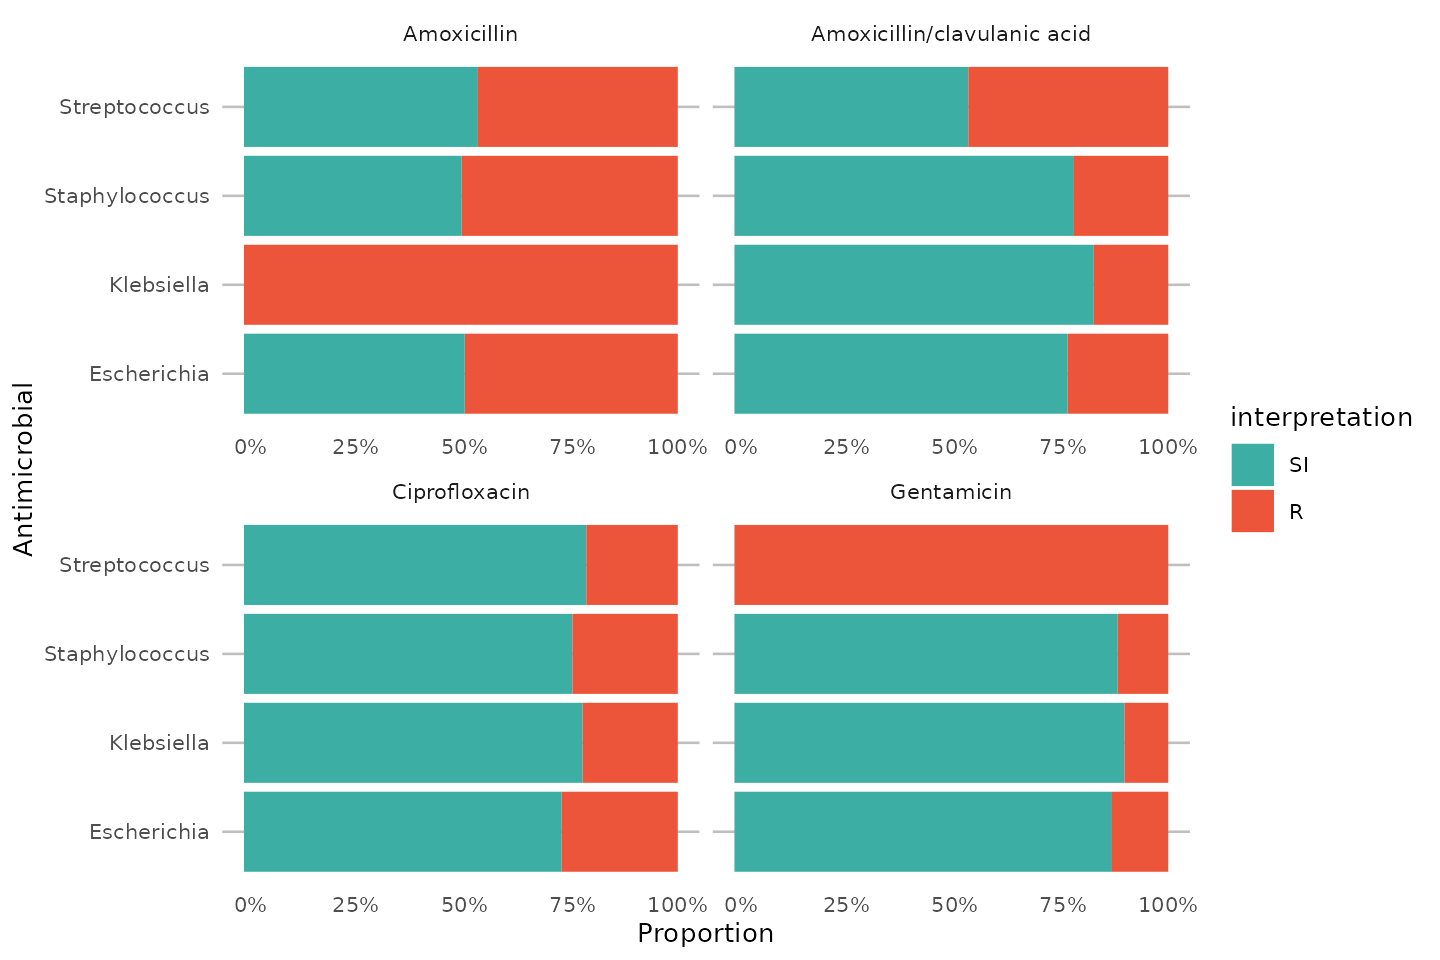 Amoxicillin
Amoxicillin/clavulanic acid
Streptococcus
Staphylococcus
Klebsiella
Escherichia
0% 25% 50% 75% 100%
0% 25% 50% 75% 100%
Ciprofloxacin
Gentamicin
Streptococcus
Staphylococcus
Klebsiella
Escherichia
0% 25% 50% 75% 100%
0% 25% 50% 75% 100%
Proportion
Antimicrobial
interpretation
SI
R